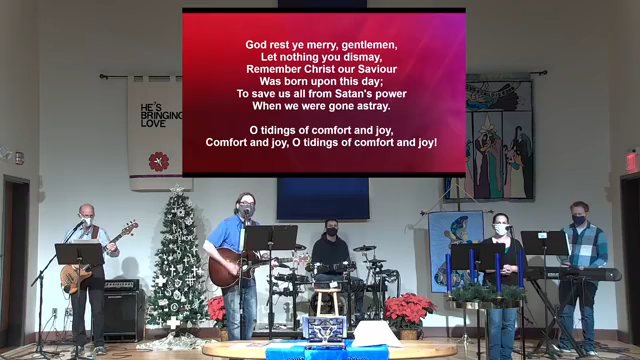 God rest ye merry, gentlemen,
Let nothing you dismay,
Remember Christ our Saviour
Was born upon this day;
To save us all from Satan's power
When we were gone astray.
O tidings of comfort and joy,
Comfort and joy, O tidings of comfort and joy!
HE'S
BRINGING
LOVE